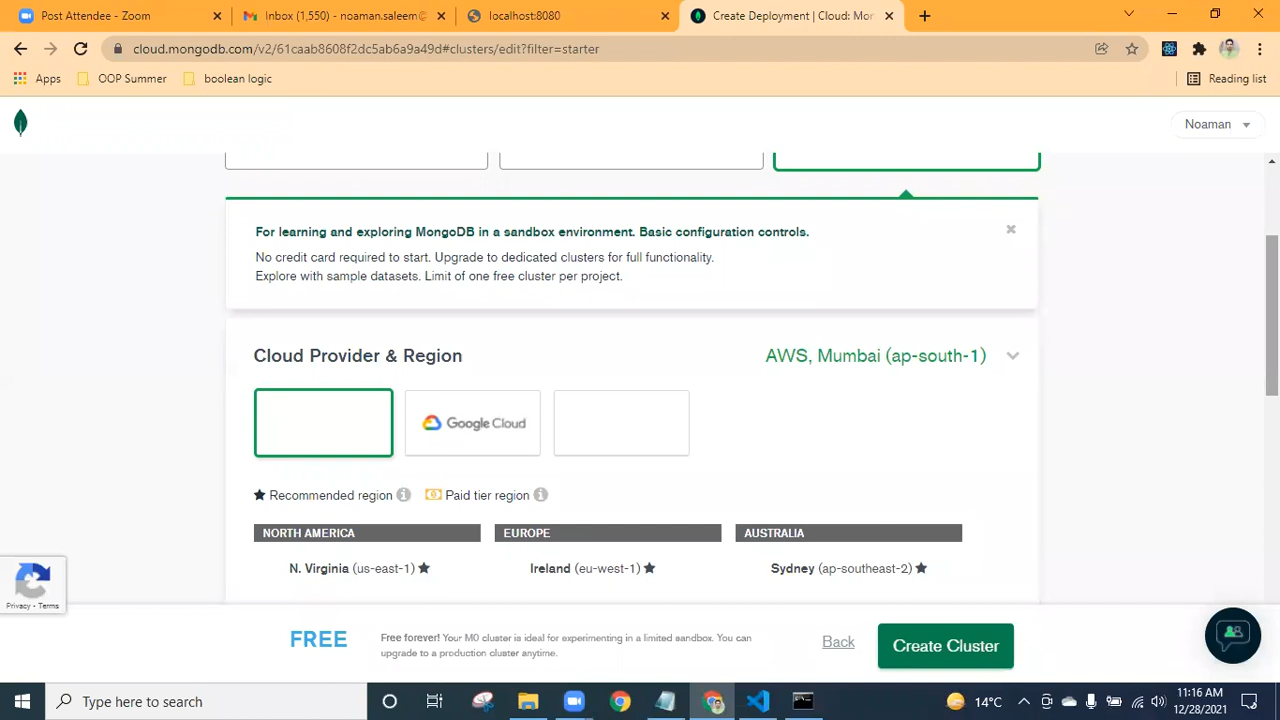 Post Attendee - Zoom
Inbox (1,550) - noaman.saleem@
localhost:8080
Create Deployment | Cloud: Mor
cloud.mongodb.com/v2/61caab8608f2dc5ab6a9a49d#clusters/edit?filter=starter
Apps
OOP Summer
boolean logic
Reading list
Noaman
For learning and exploring MongoDB in a sandbox environment. Basic configuration controls.
No credit card required to start. Upgrade to dedicated clusters for full functionality.
Explore with sample datasets. Limit of one free cluster per project.
Cloud Provider & Region
AWS, Mumbai (ap-south-1)
Google Cloud
Recommended region
Paid tier region
NORTH AMERICA
EUROPE
AUSTRALIA
N. Virginia (us-east-1)
Ireland (eu-west-1)
Sydney (ap-southeast-2)
Privacy - Terms
FREE
Free forever! Your M0 cluster is ideal for experimenting in a limited sandbox. You can
upgrade to a production cluster anytime.
Back
Create Cluster
Type here to search
14°C
11:16 AM
12/28/2021